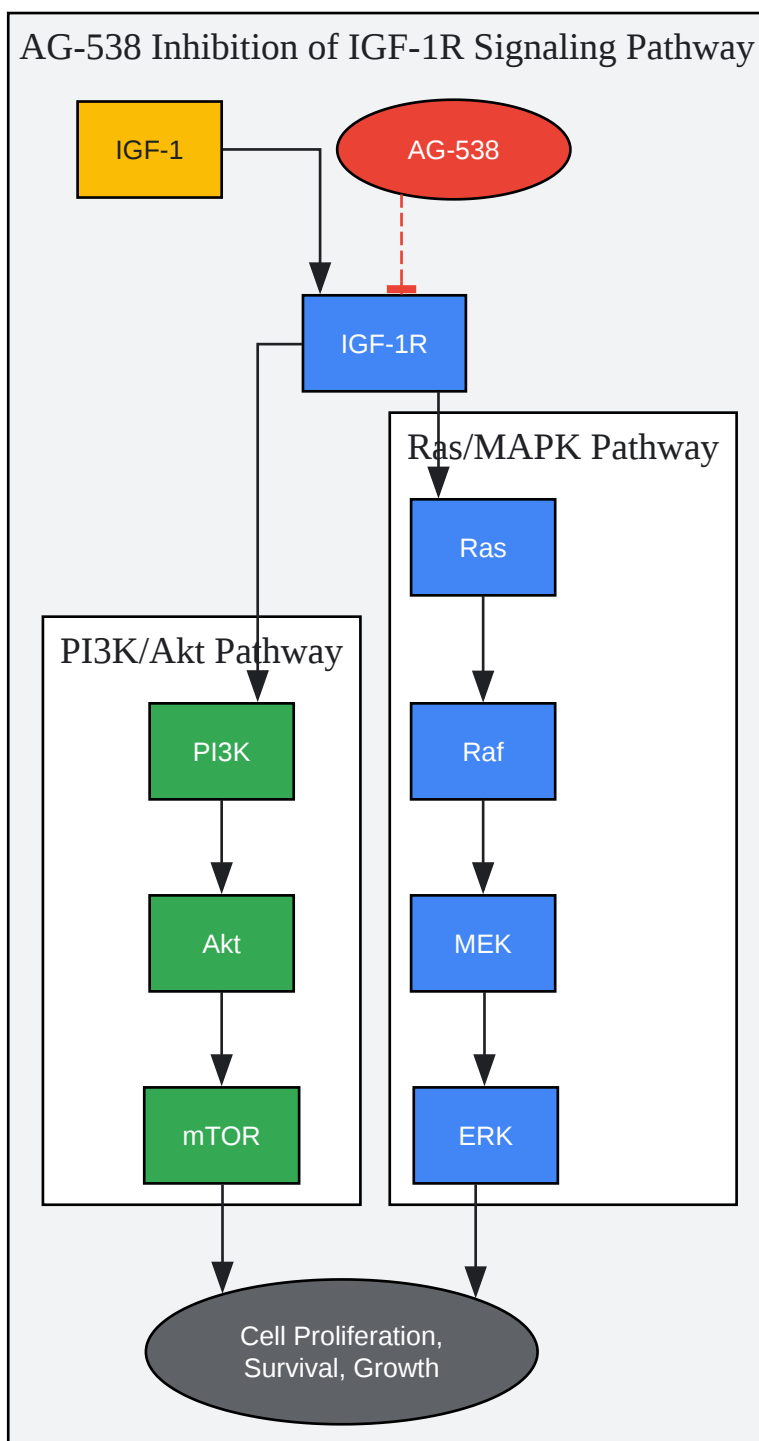 AG-538 Inhibition of IGF-1R Signaling Pathway
IGF-1
AG-538
IGF-1R
Ras/MAPK Pathway
Ras
PI3K/Akt Pathway
PI3K
Raf
Akt
MEK
mTOR
ERK
Cell Proliferation,
Survival, Growth